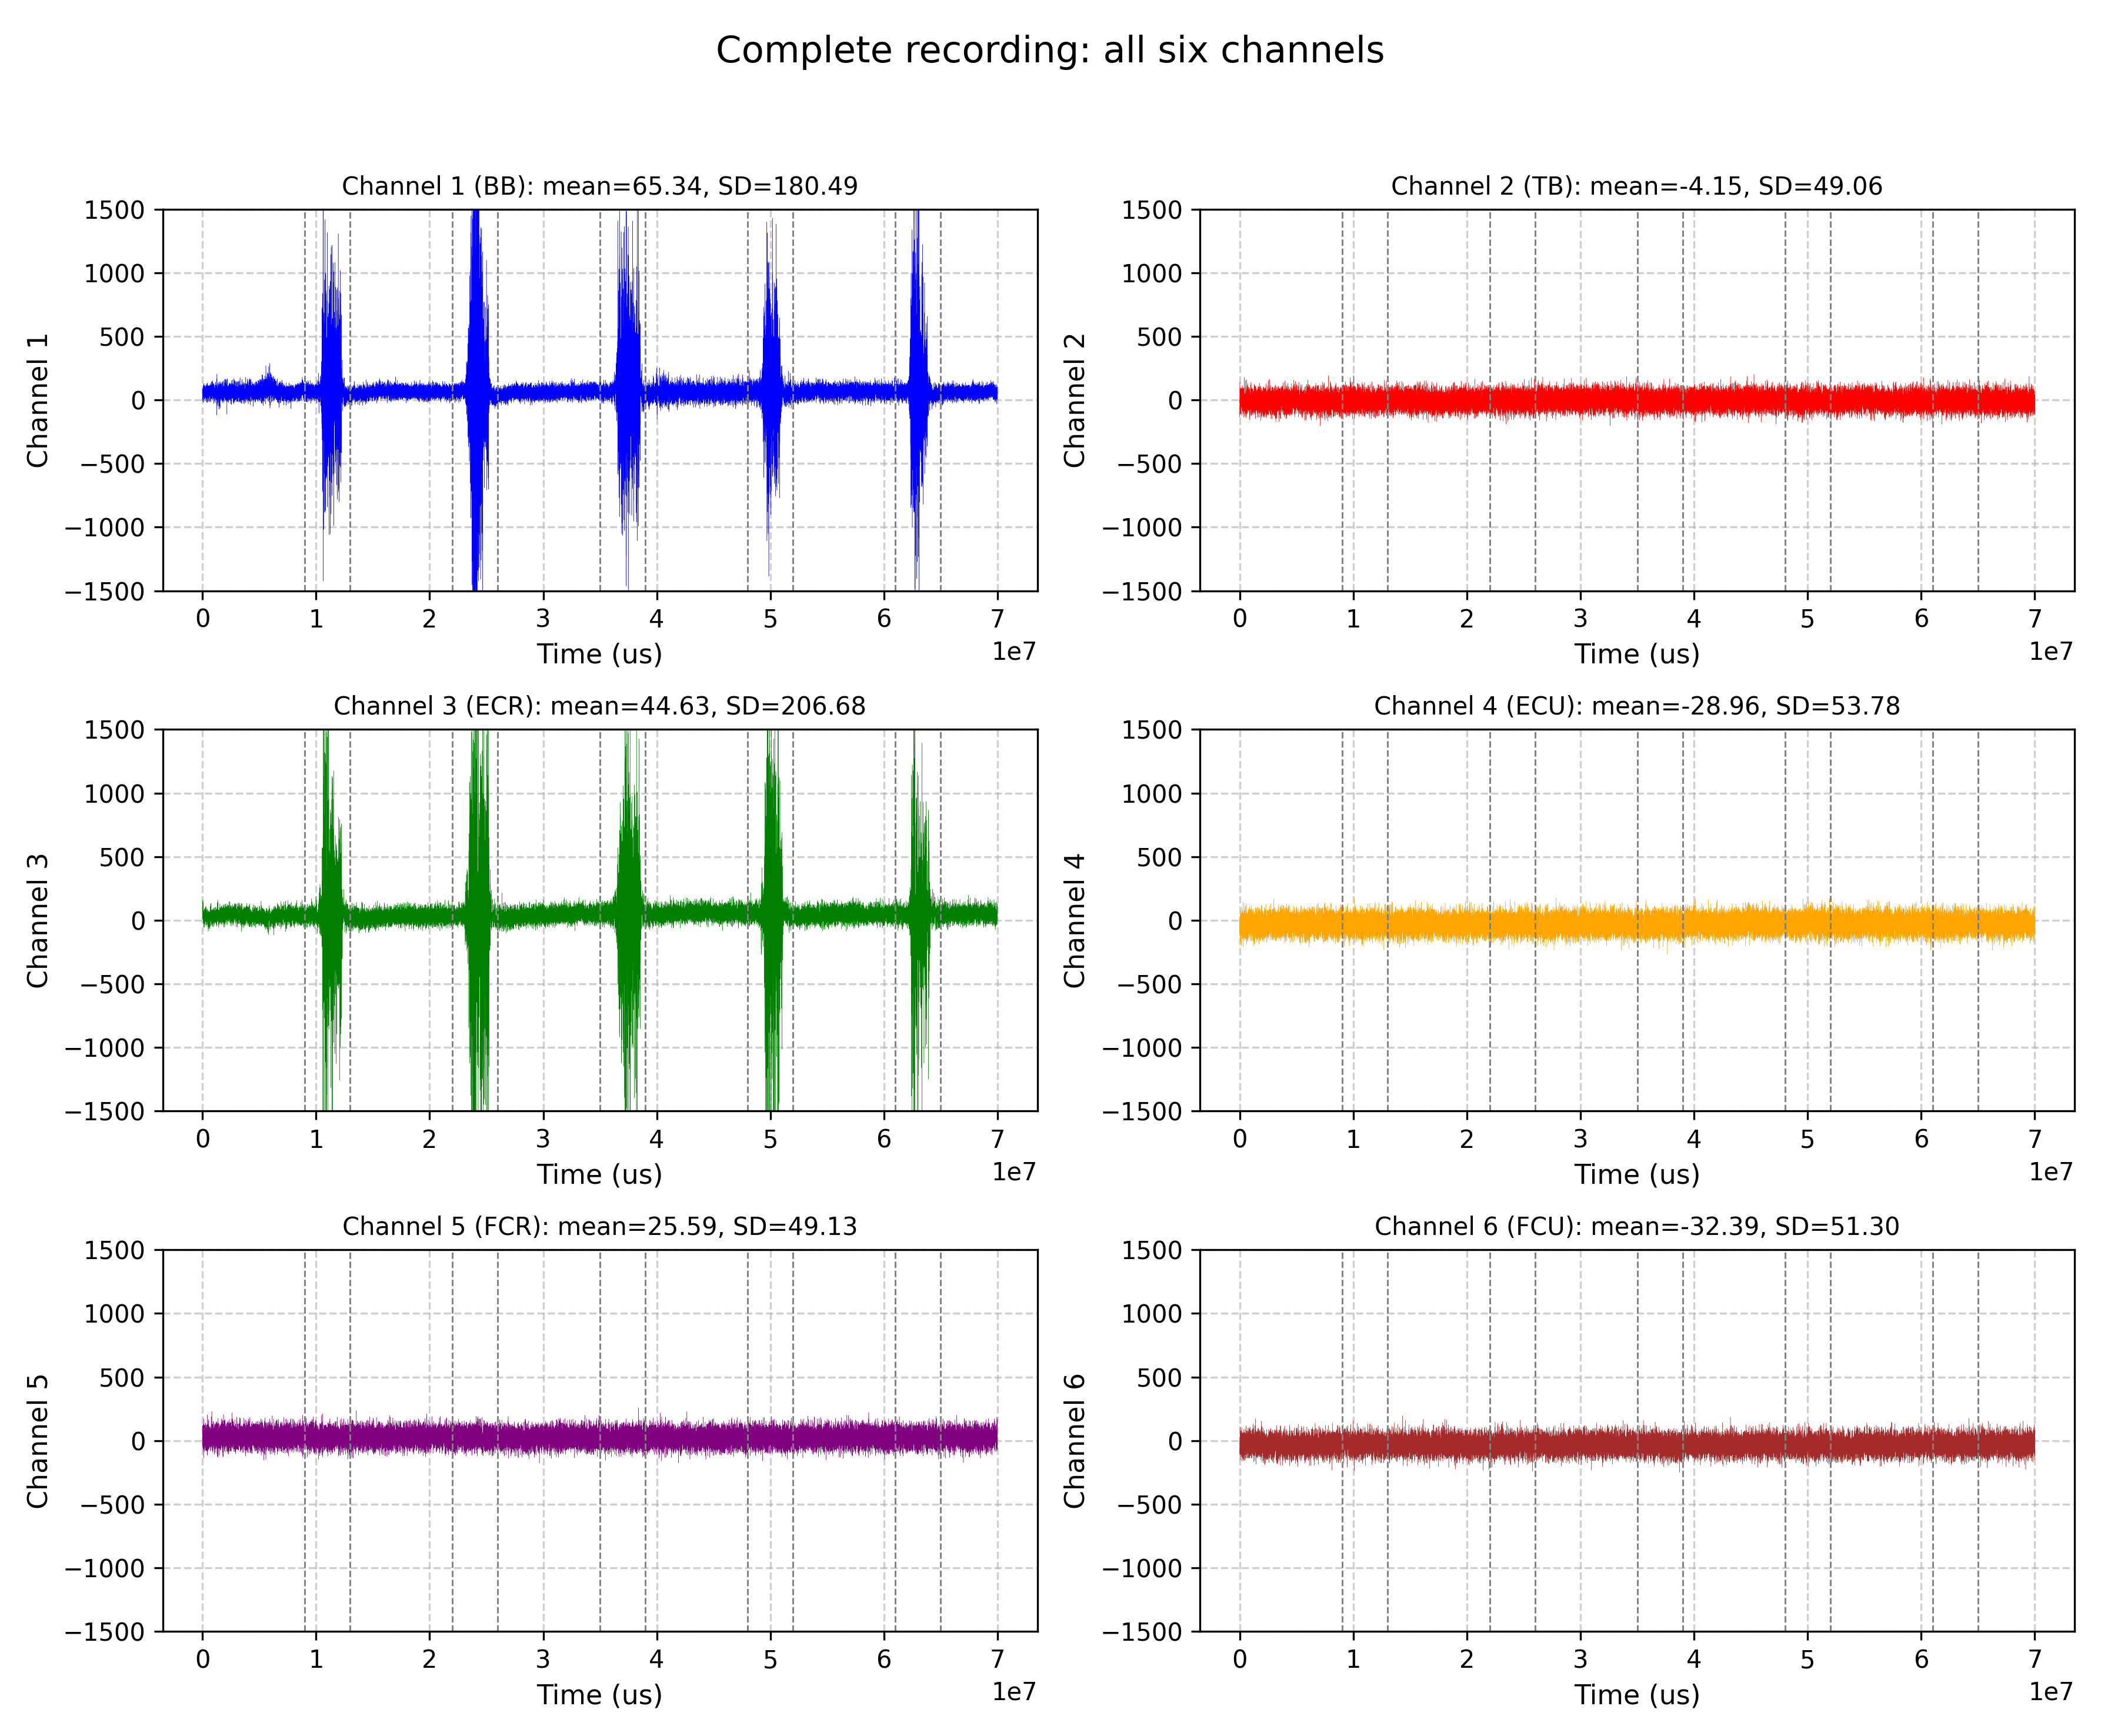 Complete recording: all six channels
Channel 1 (BB): mean=65.34, SD=180.49
1500
1000
500
0
−500
−1000
−1500
Channel 1
0 1 2 3 4 5 6 7
Time (us)
1e7
Channel 2 (TB): mean=-4.15, SD=49.06
1500
1000
500
0
−500
−1000
−1500
Channel 2
0 1 2 3 4 5 6 7
Time (us)
1e7
Channel 3 (ECR): mean=44.63, SD=206.68
1500
1000
500
0
−500
−1000
−1500
Channel 3
0 1 2 3 4 5 6 7
Time (us)
1e7
Channel 4 (ECU): mean=-28.96, SD=53.78
1500
1000
500
0
−500
−1000
−1500
Channel 4
0 1 2 3 4 5 6 7
Time (us)
1e7
Channel 5 (FCR): mean=25.59, SD=49.13
1500
1000
500
0
−500
−1000
−1500
Channel 5
0 1 2 3 4 5 6 7
Time (us)
1e7
Channel 6 (FCU): mean=-32.39, SD=51.30
1500
1000
500
0
−500
−1000
−1500
Channel 6
0 1 2 3 4 5 6 7
Time (us)
1e7